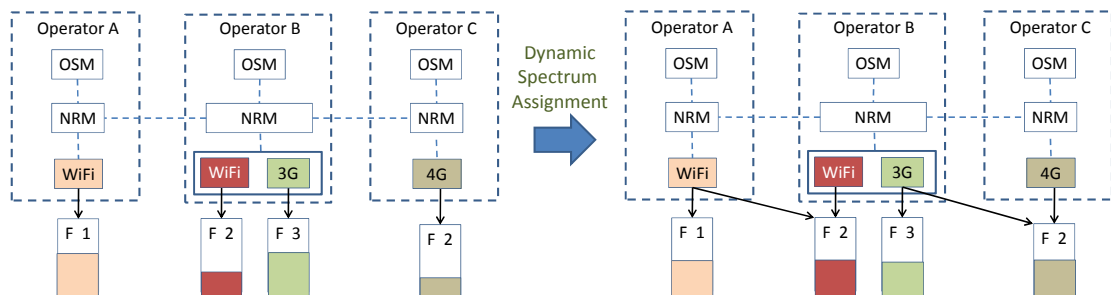 Operator A
Operator B
Operator C
OSM
OSM
OSM
NRM
NRM
NRM
WiFi
WiFi
3G
4G
F 1
F 2
F 3
F 2
Dynamic
Spectrum
Assignment
Operator A
Operator B
Operator C
OSM
OSM
OSM
NRM
NRM
NRM
WiFi
WiFi
3G
4G
F 1
F 2
F 3
F 2